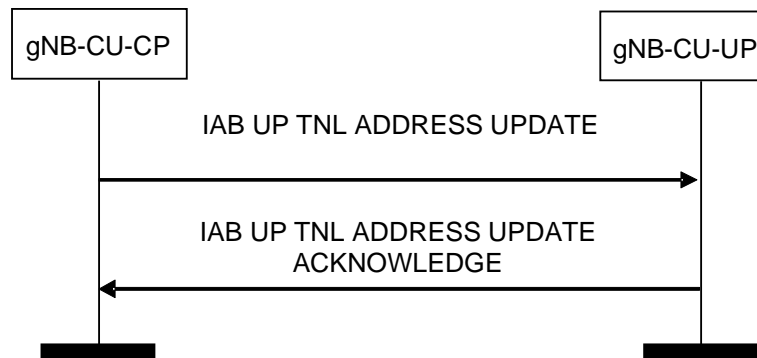 gNB-CU-CP
gNB-CU-UP
IAB UP TNL ADDRESS UPDATE
IAB UP TNL ADDRESS UPDATE
ACKNOWLEDGE